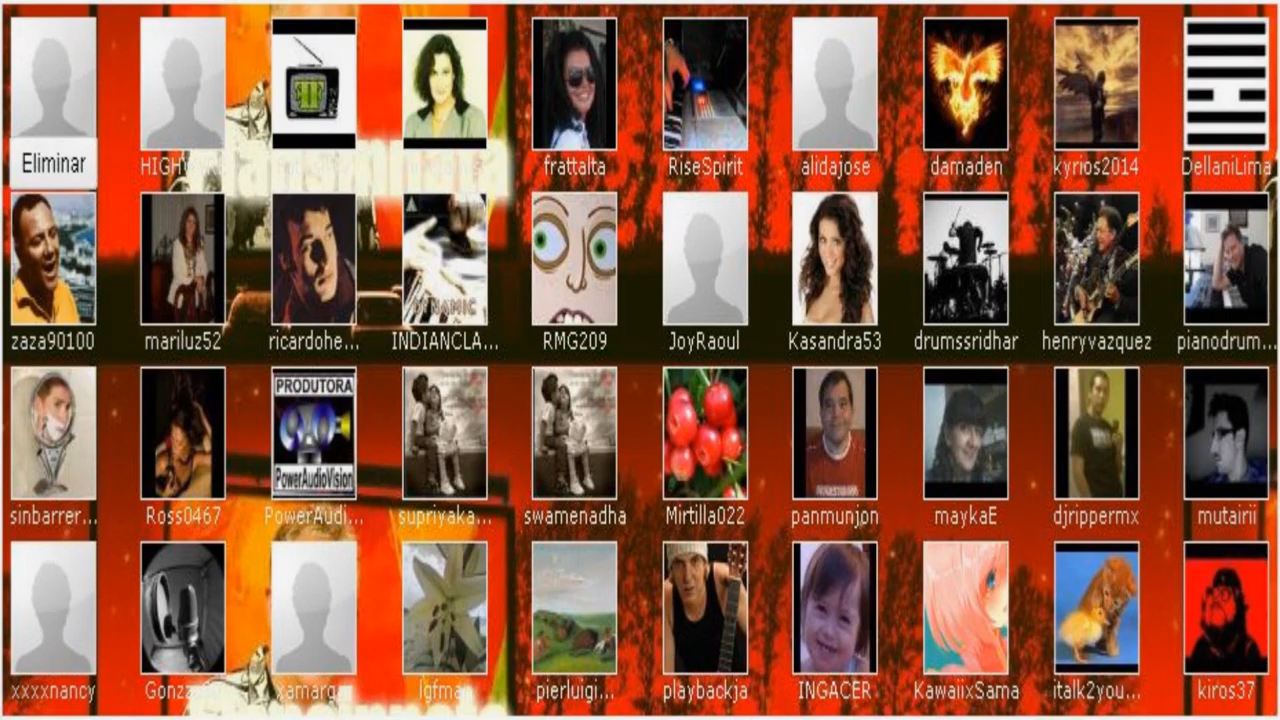 Eliminar
frattalta
RiseSpirit
alidajose
damaden
kyrios2014
DellaniLima
zaza90100
mariluz52
ricardohe...
INDIANCLA...
RMG209
JoyRaoul
Kasandra53
drumssridhar
henryvazquez
pianodrum...
PRODUTORA
PowerAudioVision
sinbarrer...
Ross0467
PowerAudi...
supriyaka...
swamenadha
Mirtilla022
panmunjon
maykaE
djrippermx
mutairii
xxxxnancy
pierluigi...
playbackja
INGACER
KawaiixSama
italk2you...
kiros37